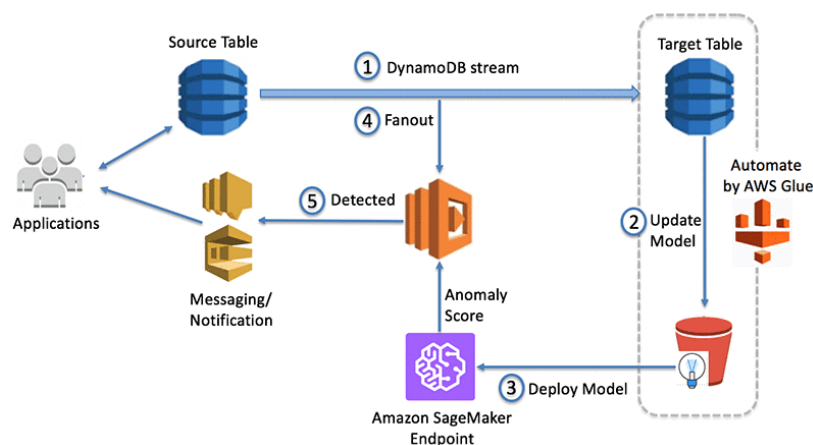 Source Table
Target Table
1 DynamoDB stream
4 Fanout
Automate
by AWS Glue
5 Detected
2 Update
Model
Applications
Messaging/
Notification
Anomaly
Score
3 Deploy Model
Amazon SageMaker
Endpoint